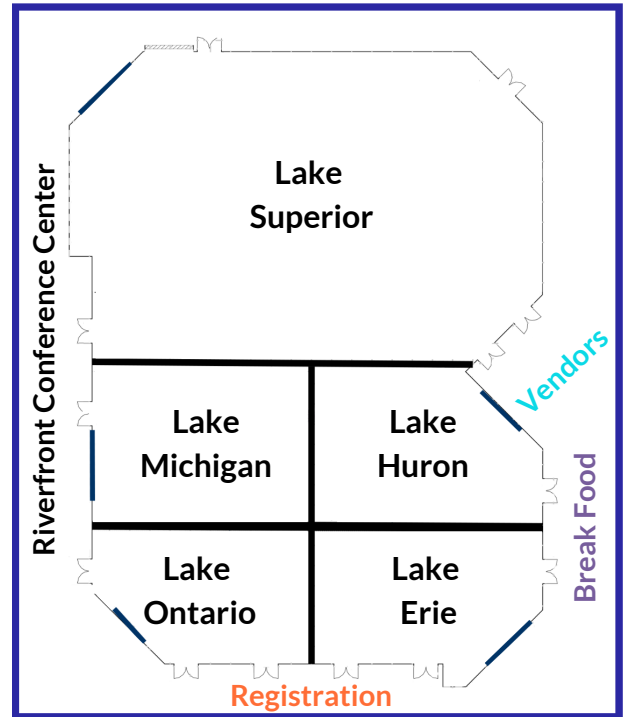 Lake
Superior
Riverfront Conference Center
Vendors
Lake
Michigan
Lake
Huron
Break Food
Lake
Ontario
Lake
Erie
Registration